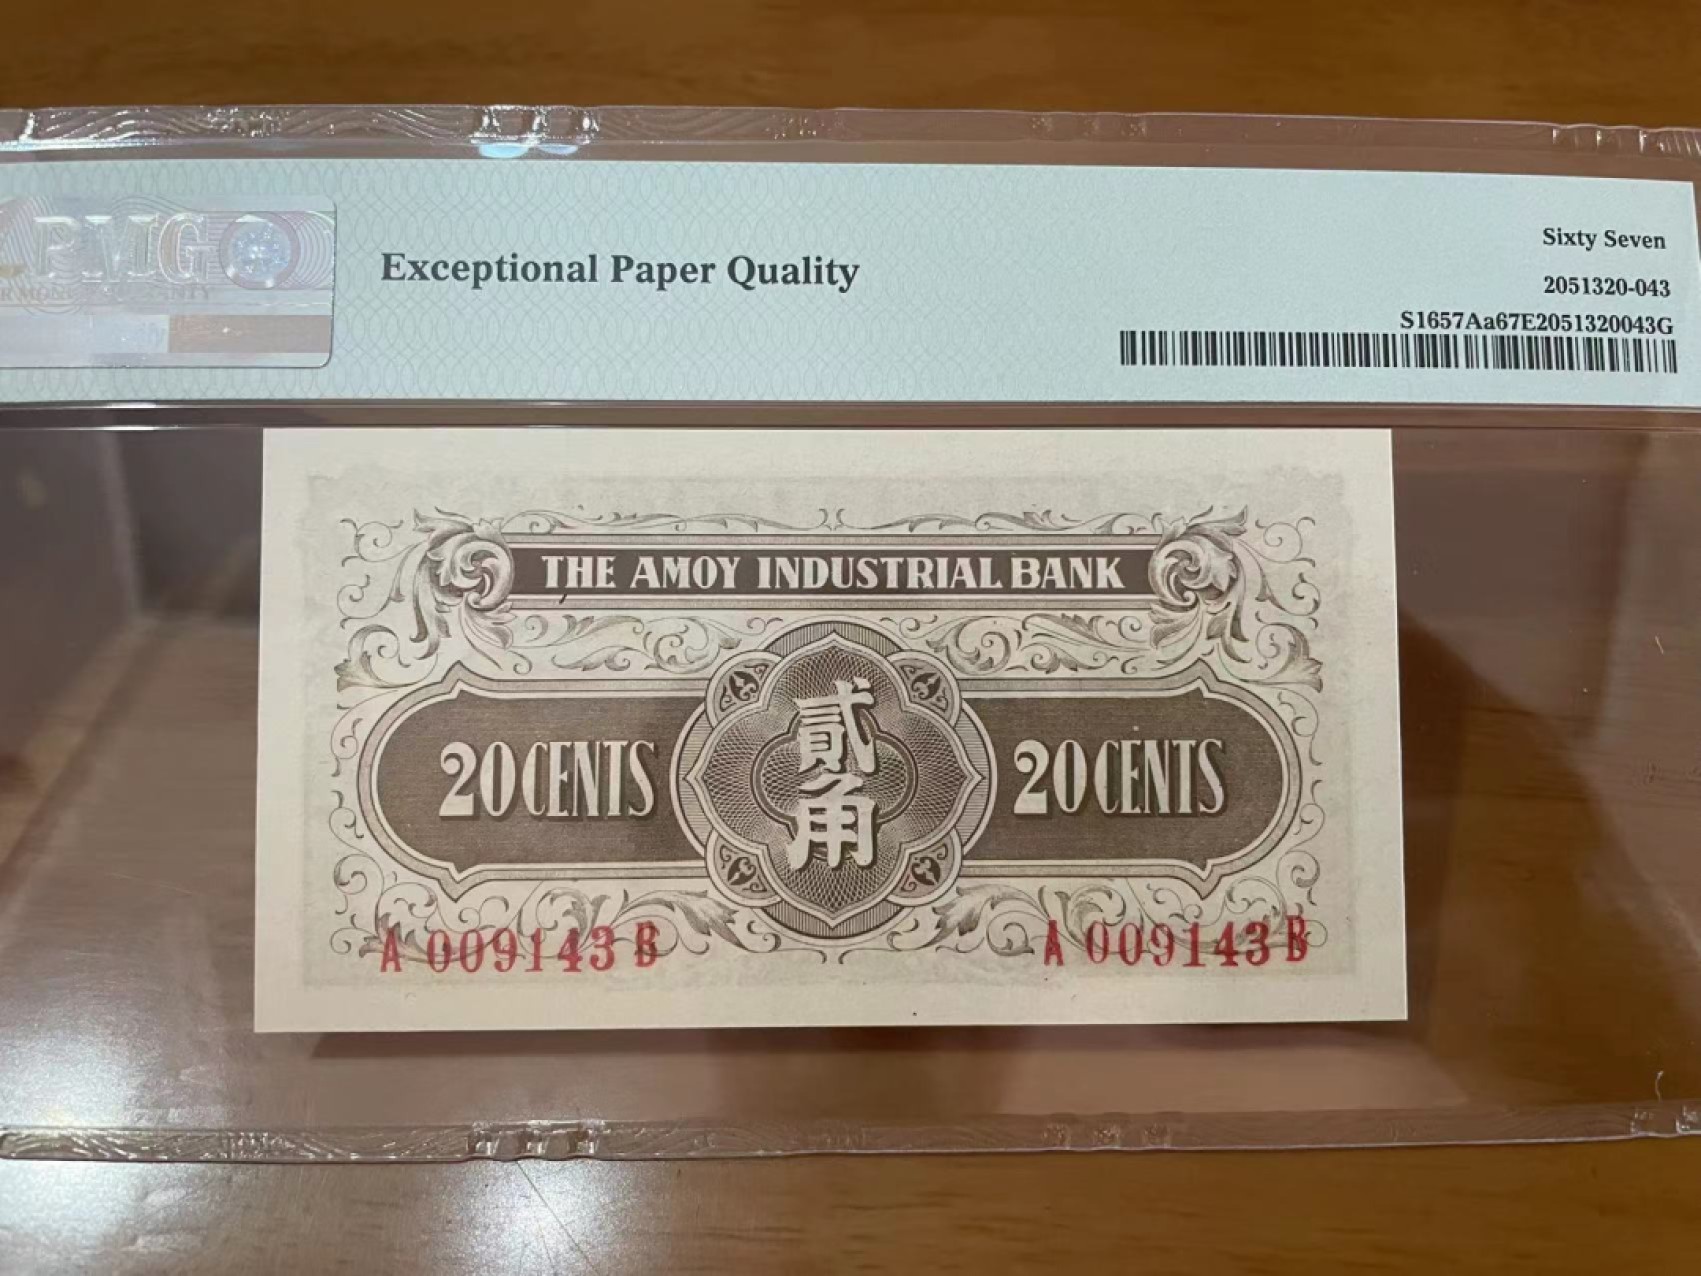 PMG
Exceptional Paper Quality
Sixty Seven
2051320-043
S1657Aa67E2051320043G
THE AMOY INDUSTRIAL BANK
20 CENTS
貳角
20 CENTS
A 009143 B
A 009143 B